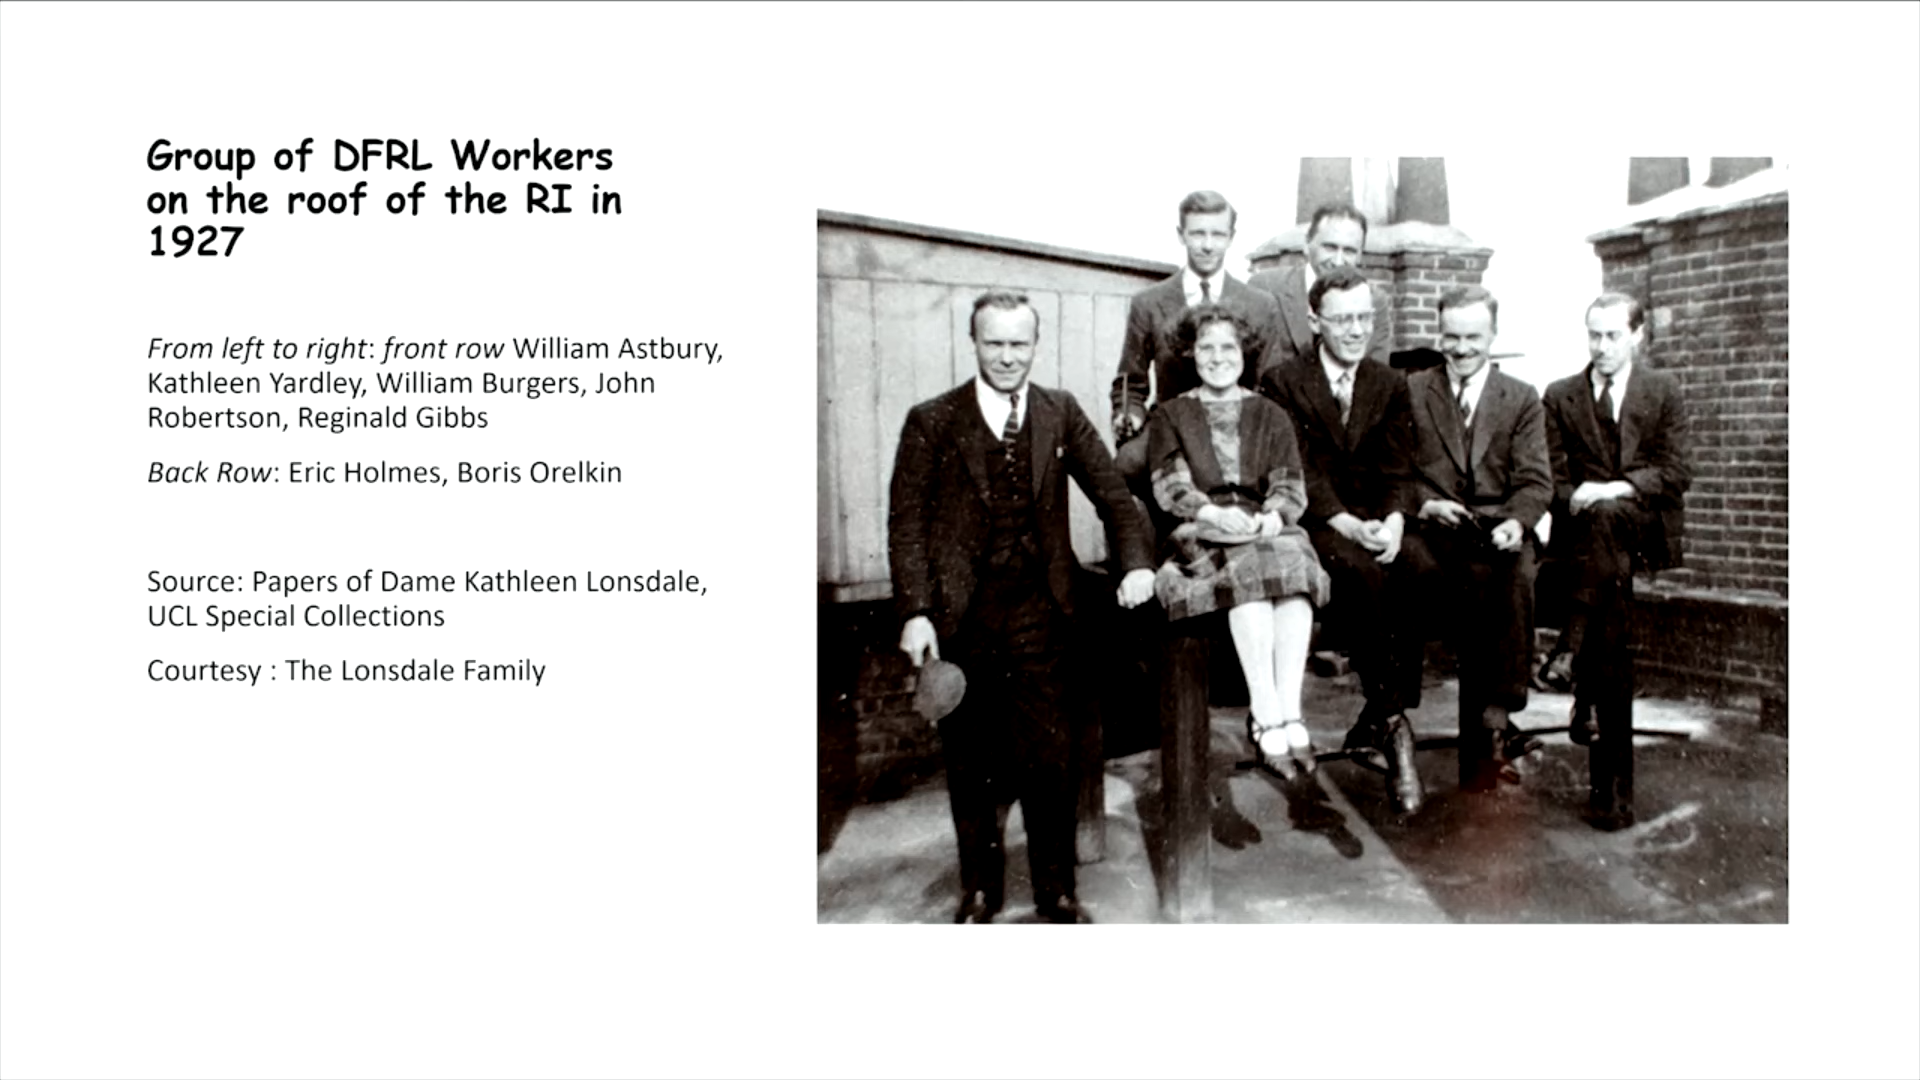 Group of DFRL Workers
on the roof of the RI in
1927
From left to right: front row William Astbury,
Kathleen Yardley, William Burgers, John
Robertson, Reginald Gibbs
Back Row: Eric Holmes, Boris Orelkin
Source: Papers of Dame Kathleen Lonsdale,
UCL Special Collections
Courtesy : The Lonsdale Family